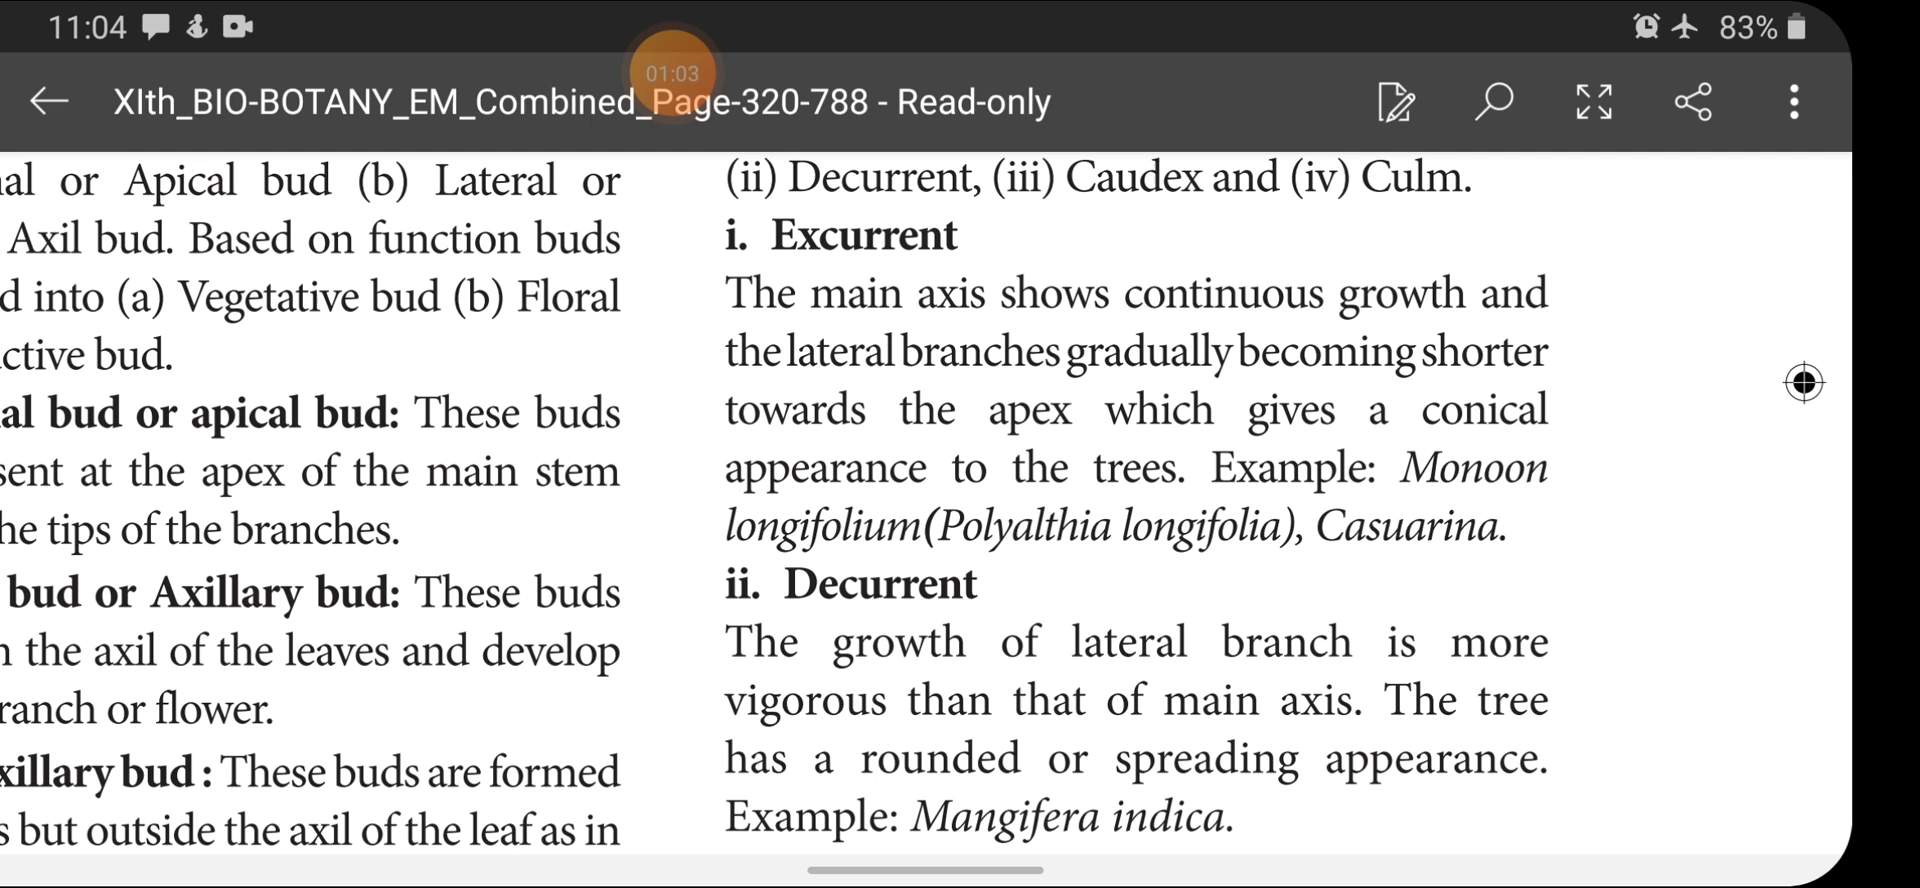 11:04
83%
01:03
XIth_BIO-BOTANY_EM_Combined_Page-320-788 - Read-only
or Apical bud (b) Lateral or
Axil bud. Based on function buds
into (a) Vegetative bud (b) Floral
bud.
bud or apical bud: These buds
at the apex of the main stem
tips of the branches.
bud or Axillary bud: These buds
the axil of the leaves and develop
or flower.
bud : These buds are formed
but outside the axil of the leaf as in
(ii) Decurrent, (iii) Caudex and (iv) Culm.
i. Excurrent
The main axis shows continuous growth and
the lateral branches gradually becoming shorter
towards the apex which gives a conical
appearance to the trees. Example: Monoon
longifolium(Polyalthia longifolia), Casuarina.
ii. Decurrent
The growth of lateral branch is more
vigorous than that of main axis. The tree
has a rounded or spreading appearance.
Example: Mangifera indica.